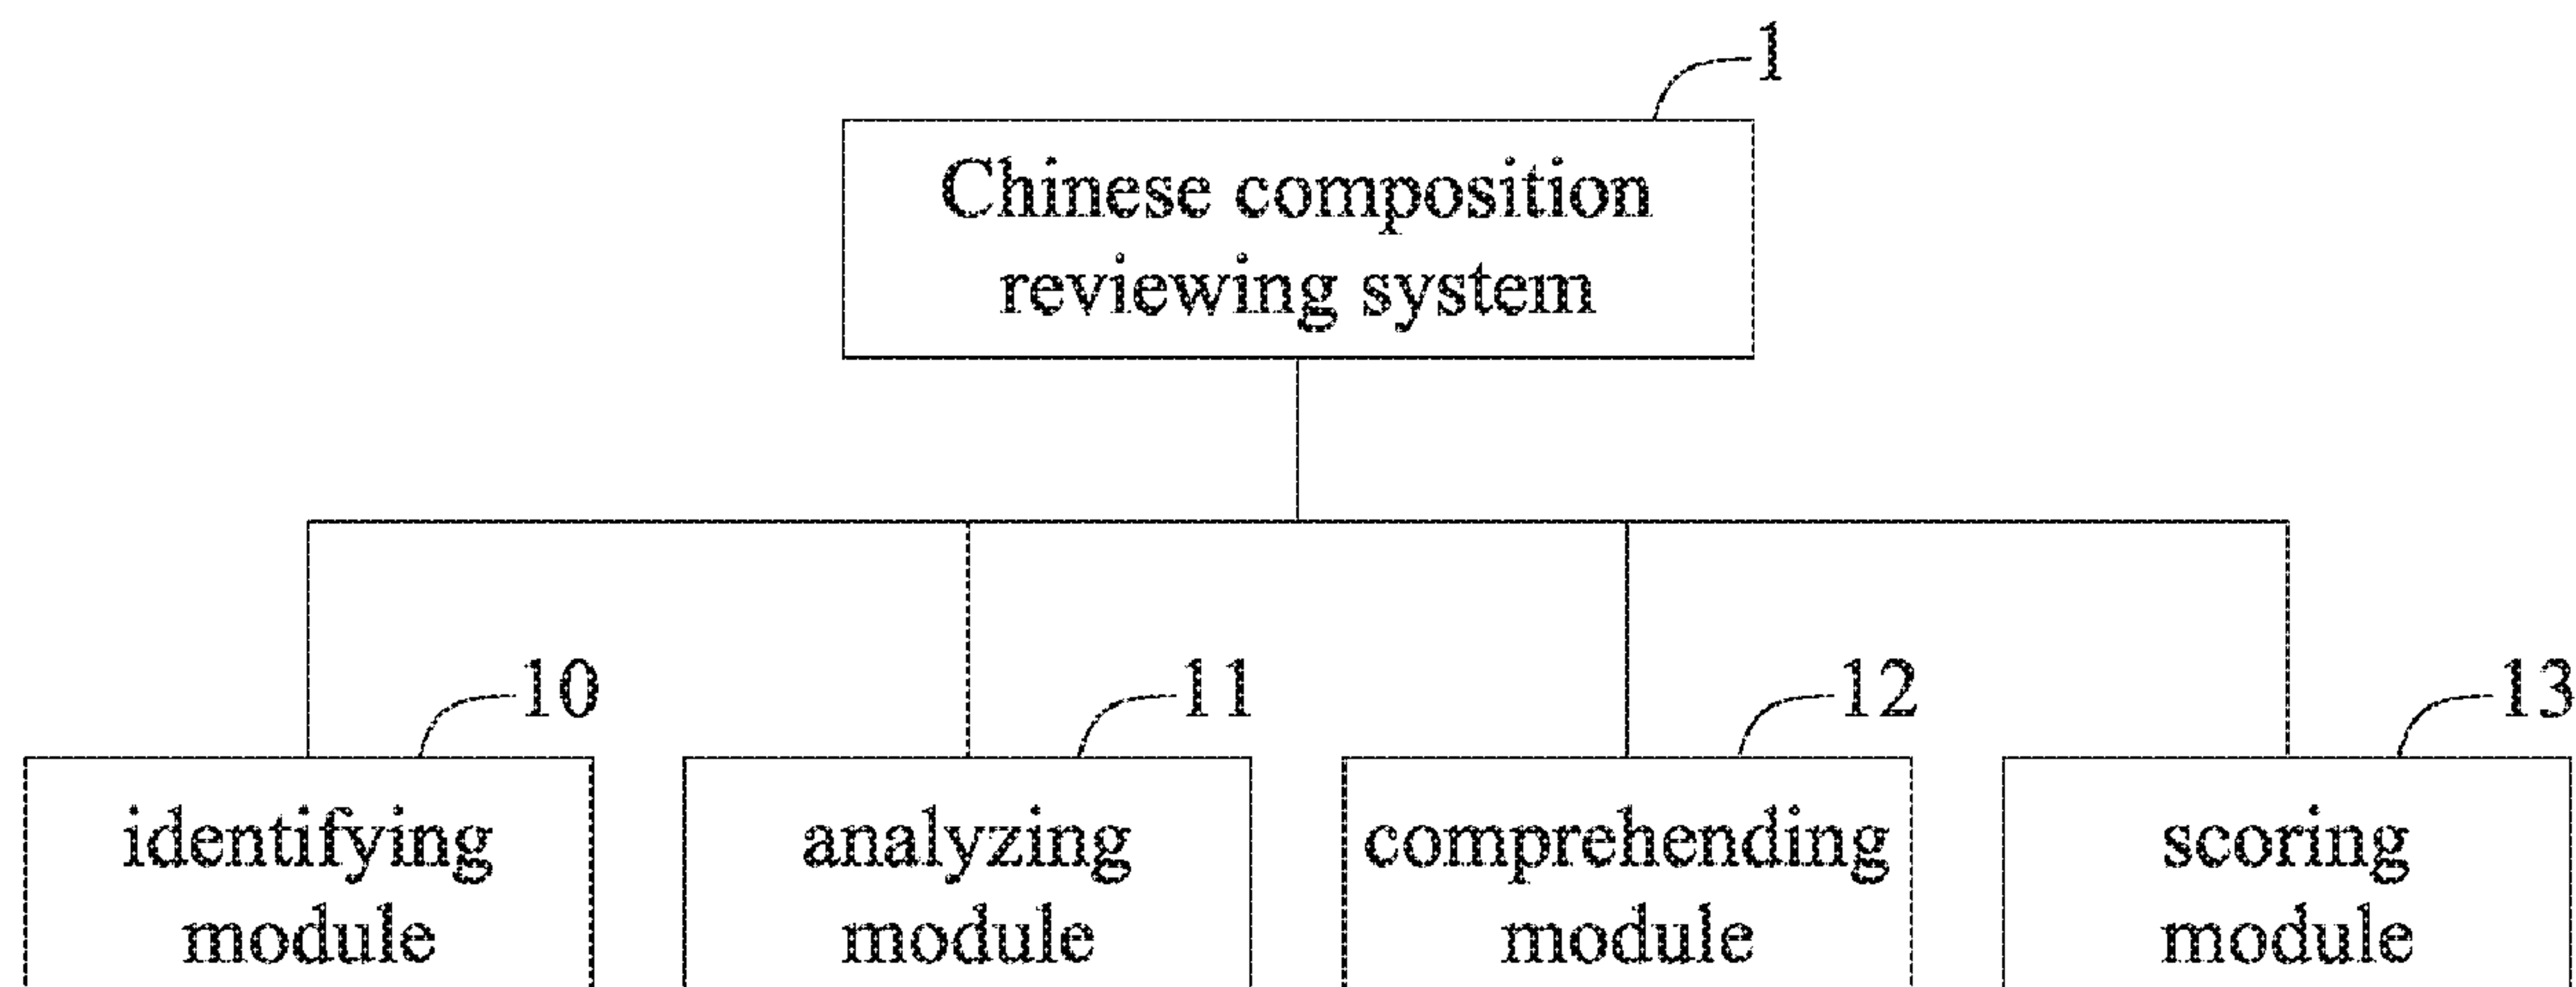 1
Chinese composition
reviewing system
10
11
12
13
identifying
module
analyzing
module
comprehending
module
scoring
module